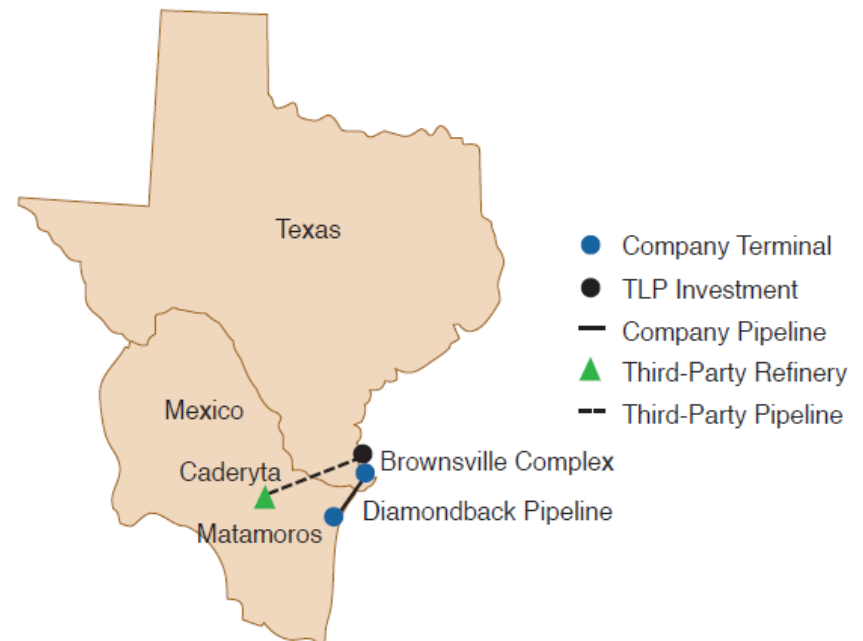 Texas
Company Terminal
TLP Investment
Company Pipeline
Third-Party Refinery
Third-Party Pipeline
Mexico
Caderyta
Brownsville Complex
Diamondback Pipeline
Matamoros